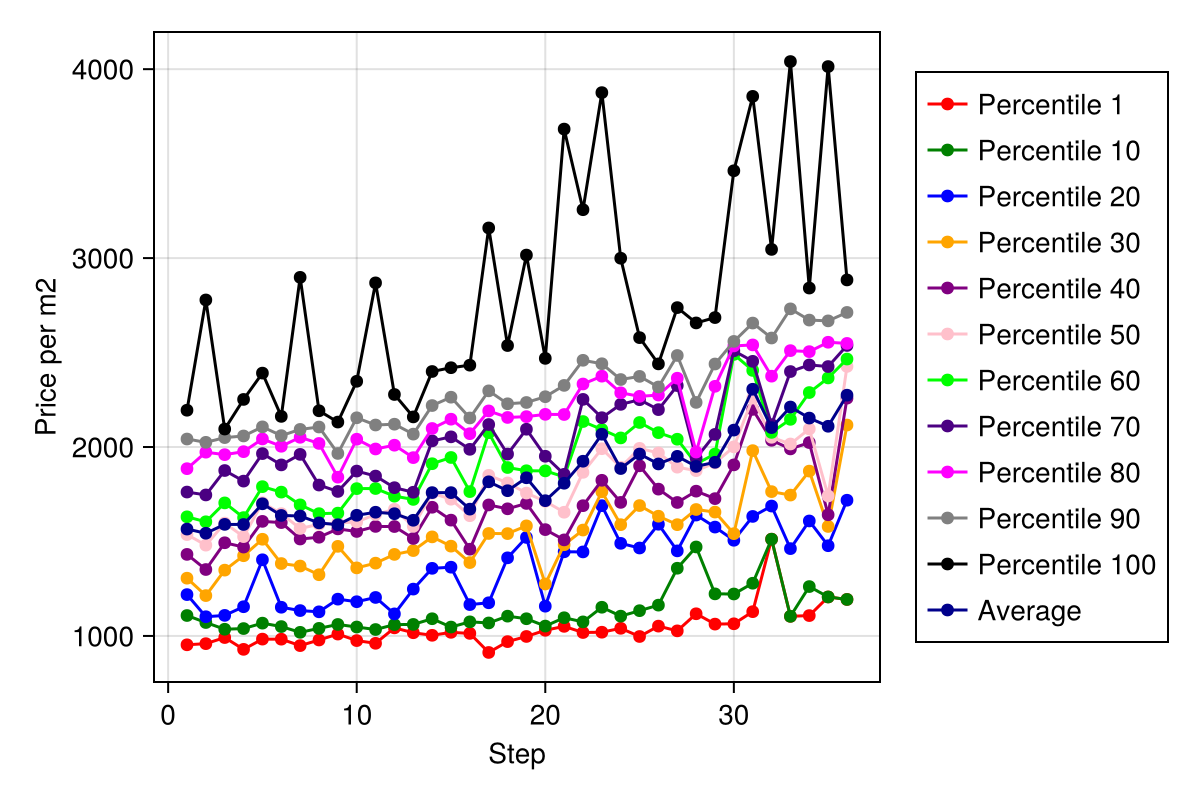 4000
3000
2000
1000
Price per m2
0
10
20
30
Step
Percentile 1
Percentile 10
Percentile 20
Percentile 30
Percentile 40
Percentile 50
Percentile 60
Percentile 70
Percentile 80
Percentile 90
Percentile 100
Average